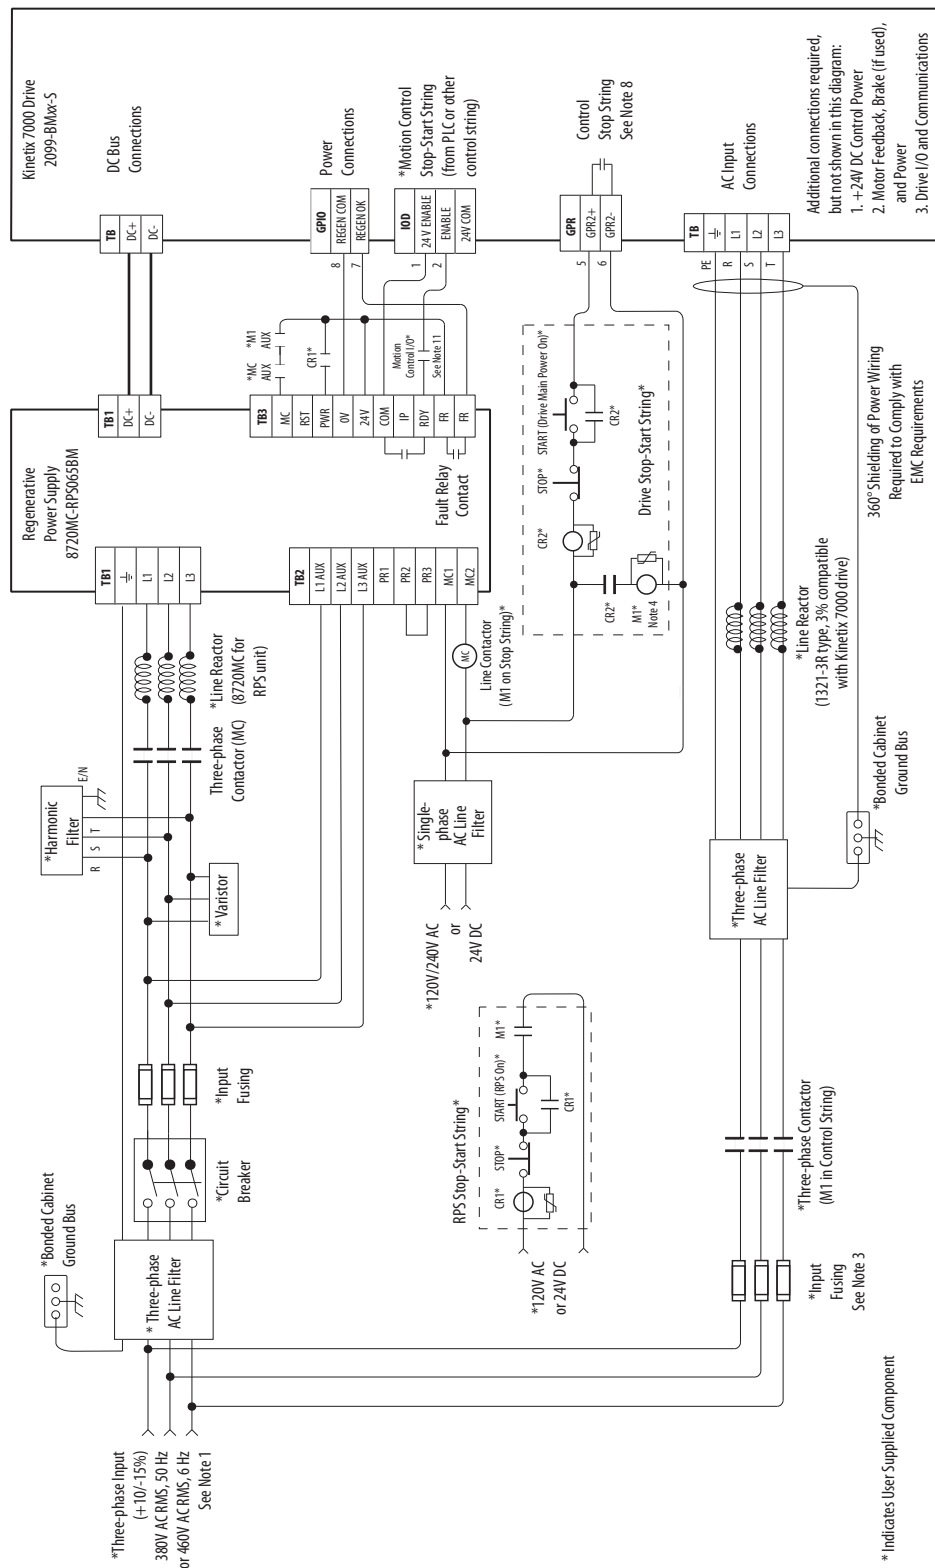 Kinetix 7000 Drive
2099-BMxx-S
DC Bus
Connections
TB
DC+
DC-
Power
Connections
GPIO
REGEN COM
REGEN OK
8
7
*Motion Control
Stop-Start String
(from PLC or other
control string)
IOD
24 V ENABLE
ENABLE
24V COM
1
2
Control
Stop String
See Note 8
GPR
GPR2+
GPR2-
5
6
AC Input
Connections
TB
L1
L2
L3
PE
R
S
T
Additional connections required,
but not shown in this diagram:
1. +24V DC Control Power
2. Motor Feedback, Brake (if used),
and Power
3. Drive I/O and Communications
Regenerative
Power Supply
8720MC-RPS065BM
TB1
DC+
DC-
TB3
MC
RST
PWR
0V
24V
COM
IP
RDY
FR
FR
*MC
AUX
*M1
AUX
CR1*
Motion
Control I/O*
See Note 11
Fault Relay
Contact
TB1
L1
L2
L3
TB2
L1 AUX
L2 AUX
L3 AUX
PR1
PR2
PR3
MC1
MC2
*Line Reactor
(8720MC for
RPS unit)
Three-phase
Contactor (MC)
MC
Line Contactor
(M1 on Stop String)*
START (Drive Main Power On)*
CR2*
STOP*
CR2*
Drive Stop-Start String*
CR2*
M1*
Note 4
360° Shielding of Power Wiring
Required to Comply with
EMC Requirements
*Line Reactor
(1321-3R type, 3% compatible
with Kinetix 7000 drive)
*Bonded Cabinet
Ground Bus
*Harmonic
Filter
R
S
T
E/N
* Varistor
* Single-
phase
AC Line
Filter
*120V/240V AC
or
24V DC
*Three-phase
AC Line Filter
*Input
Fusing
*Circuit
Breaker
RPS Stop-Start String*
CR1*
STOP*
START (RPS On)*
CR1*
M1*
*120V AC
or 24V DC
*Three-phase Contactor
(M1 in Control String)
*Input
Fusing
See Note 3
*Bonded Cabinet
Ground Bus
* Three-phase
AC Line Filter
*Three-phase Input
(+10/-15%)
380V AC RMS, 50 Hz
or 460V AC RMS, 6 Hz
See Note 1
* Indicates User Supplied Component